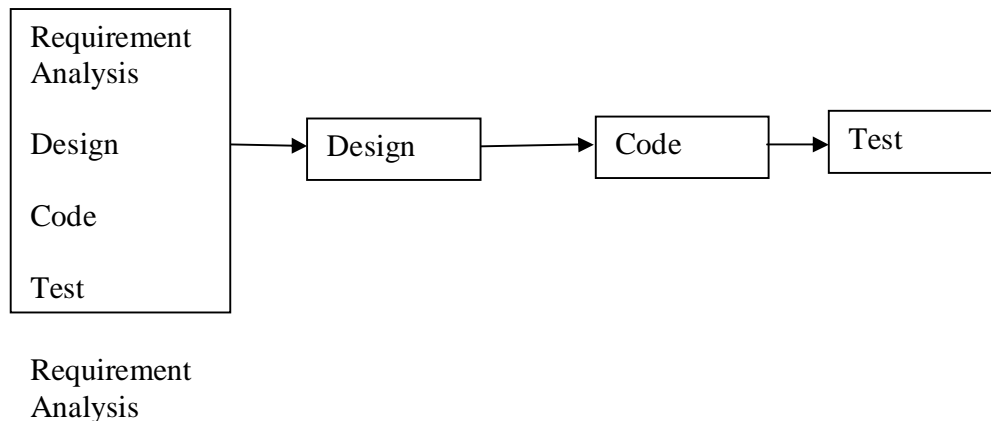 Requirement
Analysis
Design
Code
Test
Design
Code
Test
Requirement
Analysis